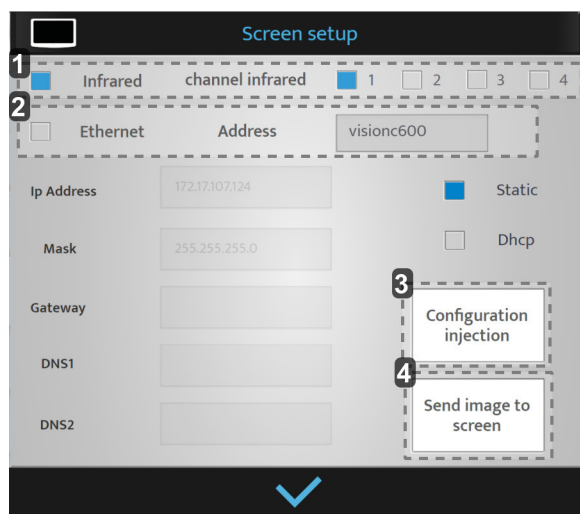 Screen setup
1
Infrared channel infrared 1 2 3 4
2
Ethernet Address visionc600
Ip Address 172.17.107.124 Static
Mask 255.255.255.0 Dhcp
3
Gateway Configuration
injection
DNS1
4
Send image to
DNS2 screen